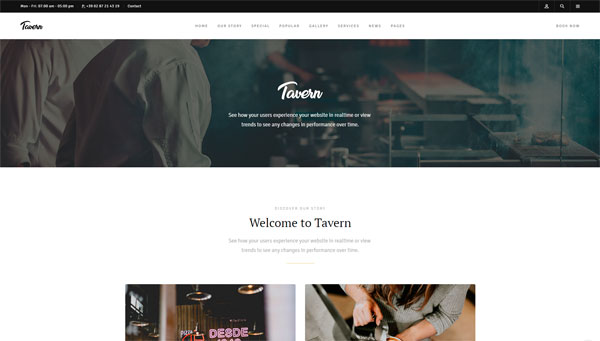 Mon - Fri: 07:00 am - 05:00 pm +39 02 87 21 43 19 Contact
Tavern
HOME OUR STORY SPECIAL POPULAR GALLERY SERVICES NEWS PAGES
BOOK NOW
Tavern
See how your users experience your website in realtime or view
trends to see any changes in performance over time.
DISCOVER OUR STORY
Welcome to Tavern
See how your users experience your website in realtime or view
trends to see any changes in performance over time.
pizza
DESDE